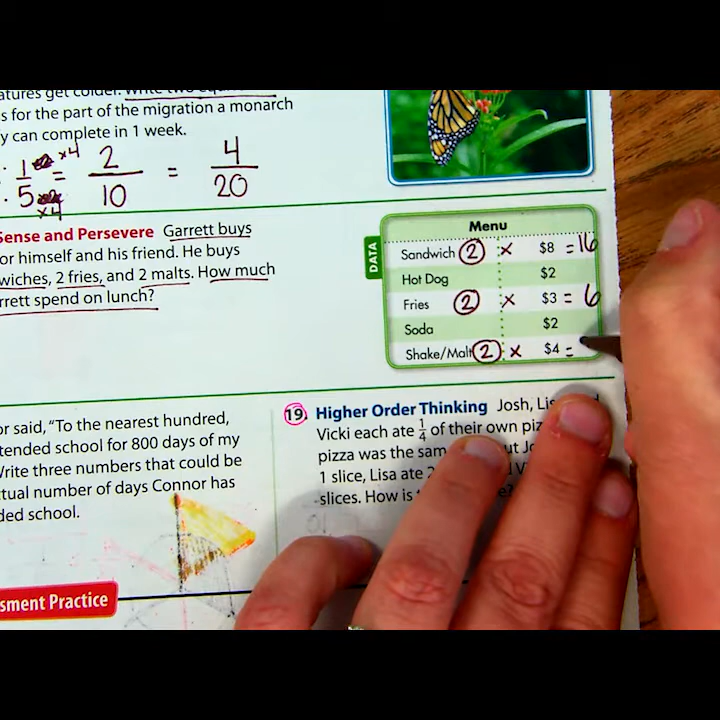 atures get colder. Write two
s for the part of the migration a monarch
y can complete in 1 week.
1 ×4 = 2 = 4
5 ×4 10 20
Sense and Persevere Garrett buys
or himself and his friend. He buys
wiches, 2 fries, and 2 malts. How much
rrett spend on lunch?
DATA
Menu
Sandwich 2 × $8 = 16
Hot Dog $2
Fries 2 × $3 = 6
Soda $2
Shake/Malt 2 × $4 =
or said, "To the nearest hundred,
tended school for 800 days of my
Write three numbers that could be
ctual number of days Connor has
ded school.
19. Higher Order Thinking Josh,
Vicki each ate 1/4 of their own
pizza was the sam
1 slice, Lisa ate
slices. How is
sment Practice